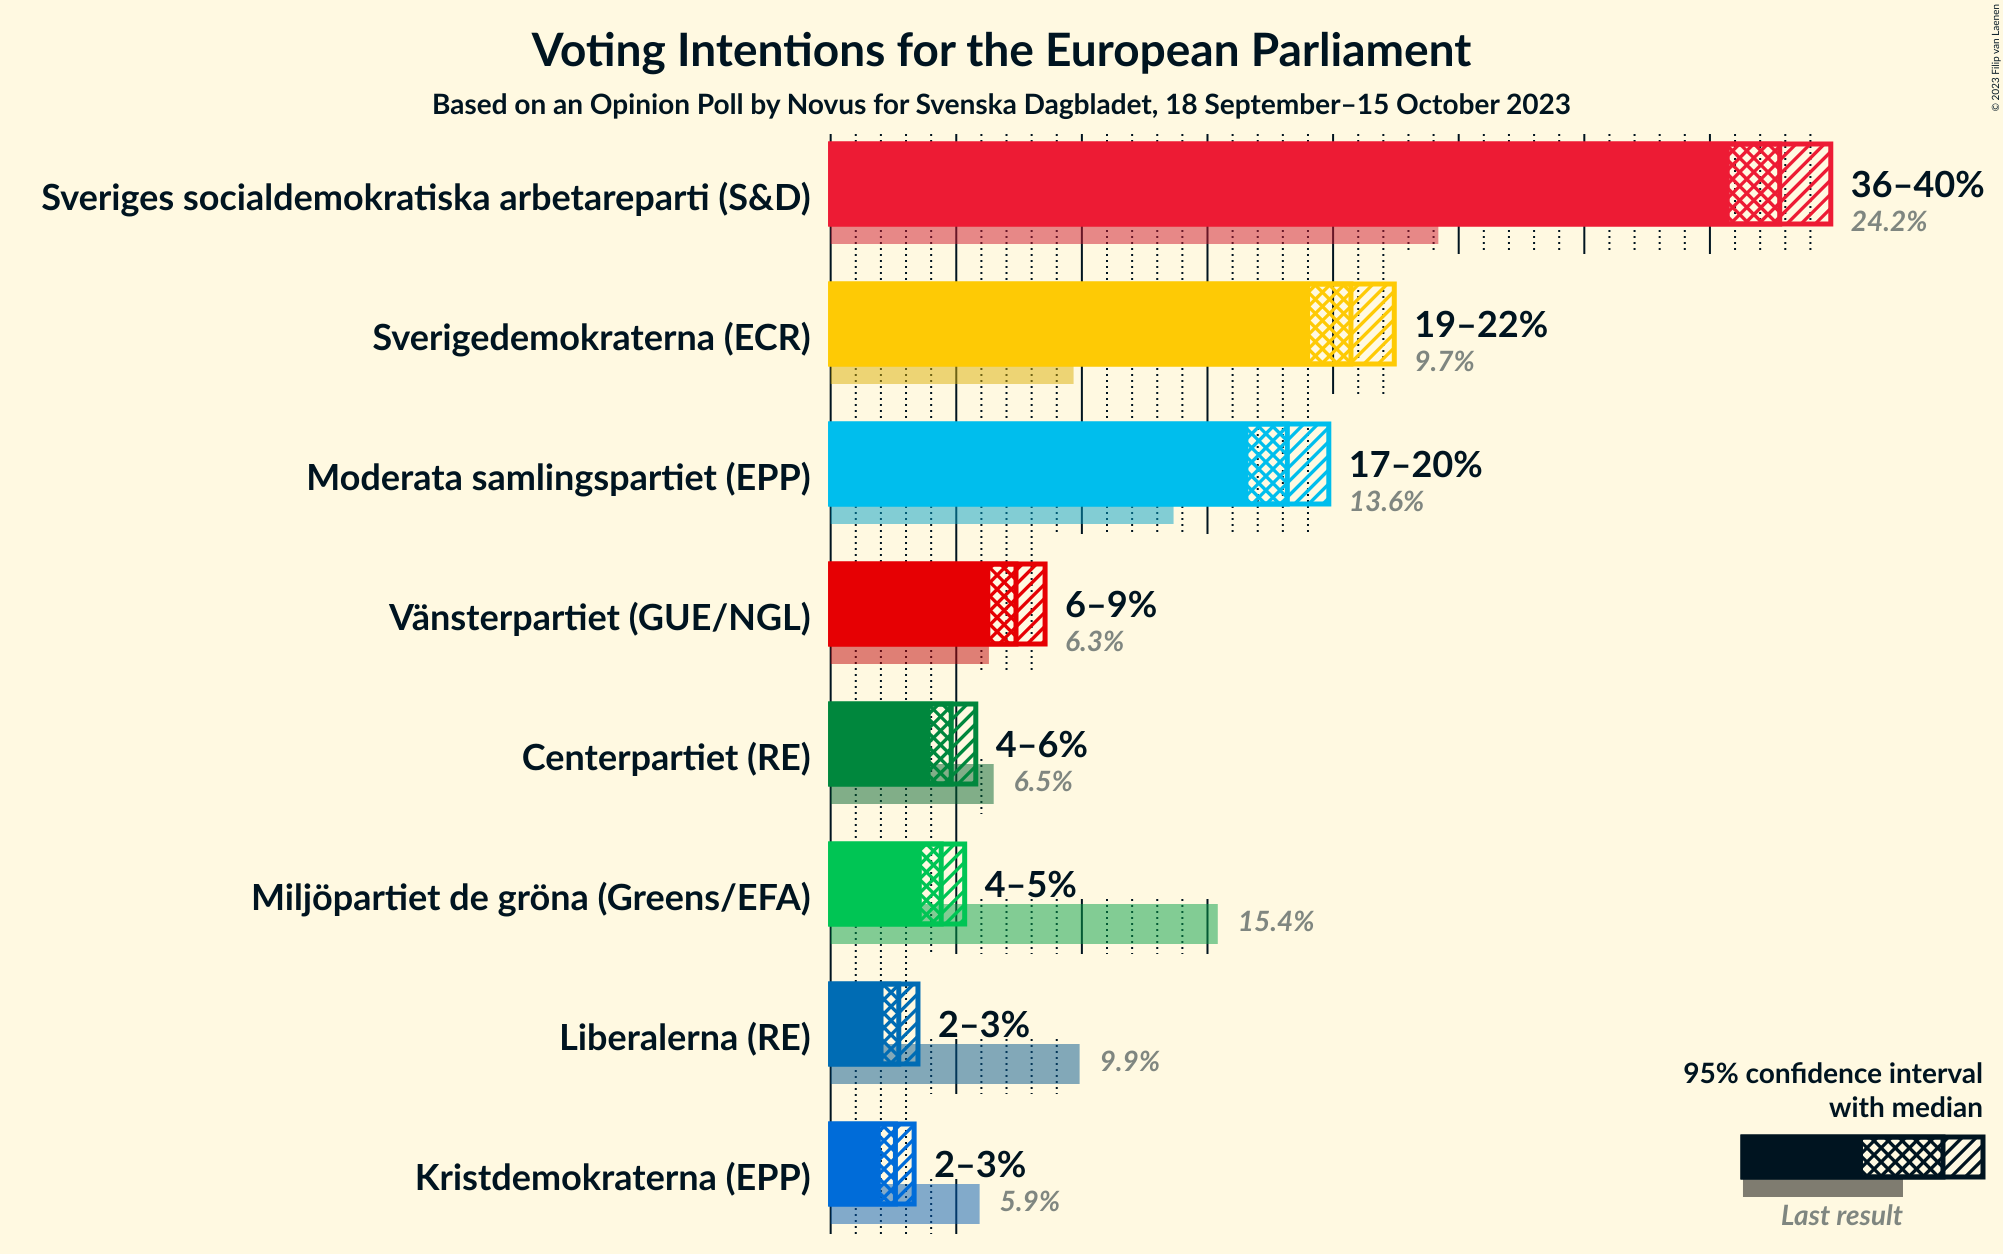 Voting Intentions for the European Parliament
Based on an Opinion Poll by Novus for Svenska Dagbladet, 18 September–15 October 2023
© 2023 Filip van Laenen
Sveriges socialdemokratiska arbetareparti (S&D)
36–40%
24.2%
Sverigedemokraterna (ECR)
19–22%
9.7%
Moderata samlingspartiet (EPP)
17–20%
13.6%
Vänsterpartiet (GUE/NGL)
6–9%
6.3%
Centerpartiet (RE)
4–6%
6.5%
Miljöpartiet de gröna (Greens/EFA)
4–5%
15.4%
Liberalerna (RE)
2–3%
9.9%
Kristdemokraterna (EPP)
2–3%
5.9%
95% confidence interval
with median
Last result